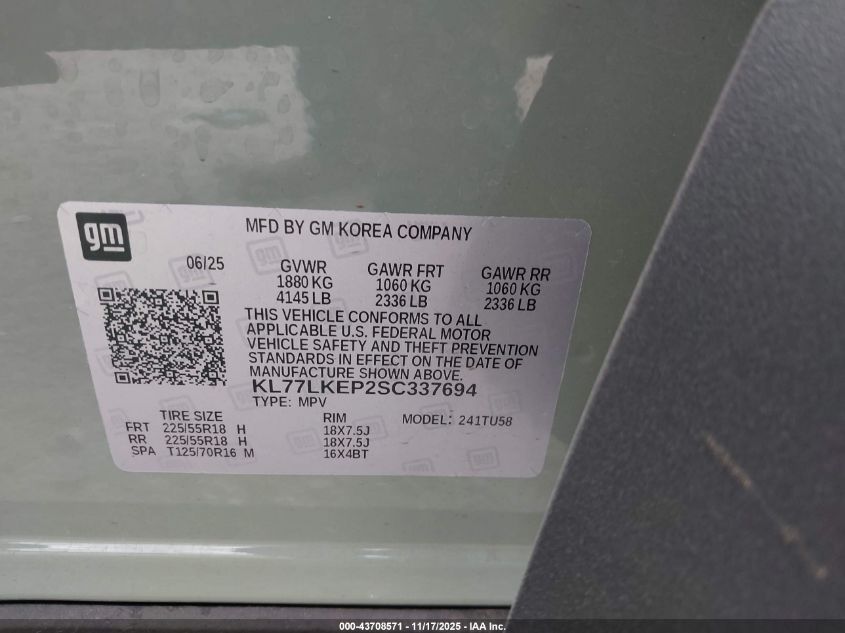 gm
MFD BY GM KOREA COMPANY
06/25
GVWR GAWR FRT GAWR RR
1880 KG 1060 KG 1060 KG
4145 LB 2336 LB 2336 LB
THIS VEHICLE CONFORMS TO ALL
APPLICABLE U.S. FEDERAL MOTOR
VEHICLE SAFETY AND THEFT PREVENTION
STANDARDS IN EFFECT ON THE DATE OF
MANUFACTURE SHOWN ABOVE.
KL77LKEP2SC337694
TYPE: MPV
TIRE SIZE RIM MODEL: 241TU58
FRT 225/55R18 H 18X7.5J
RR 225/55R18 H 18X7.5J
SPA T125/70R16 M 16X4BT
000-43708571 - 11/17/2025 - IAA Inc.